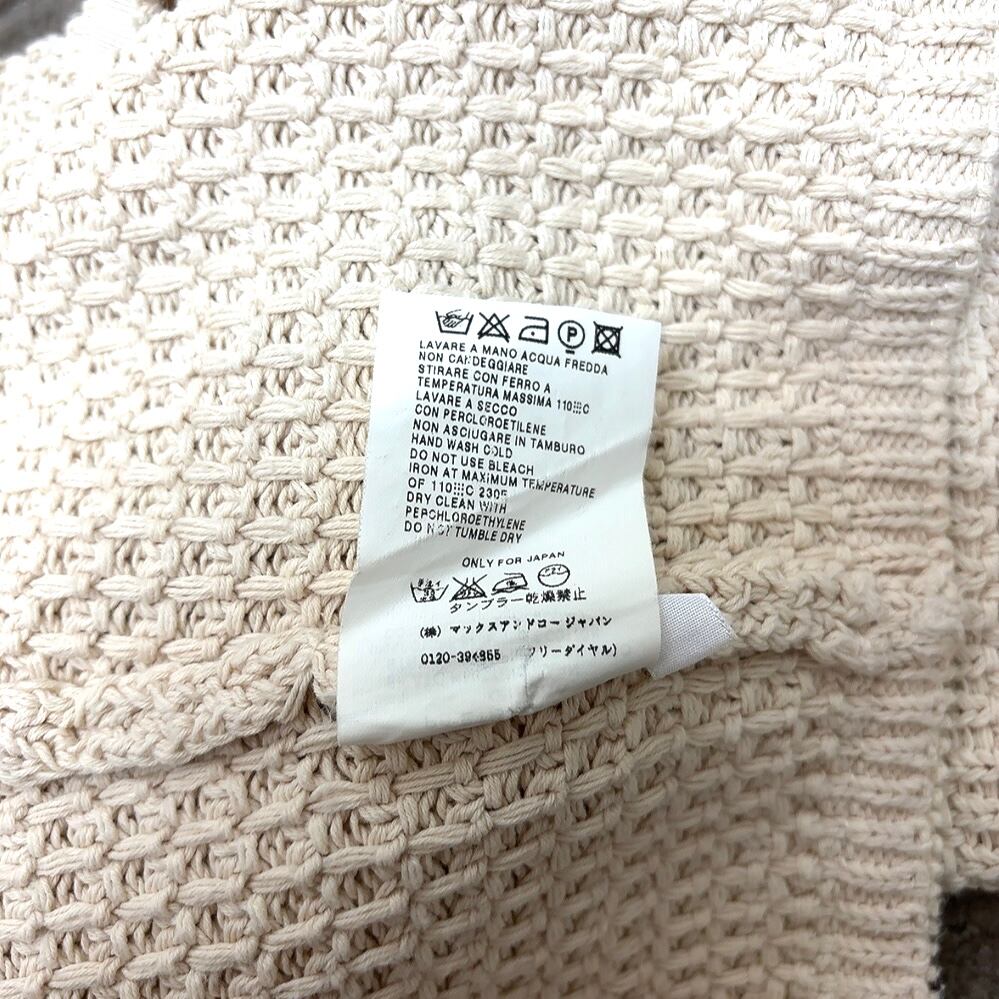 LAVARE A MANO ACQUA FREDDA
NON CANDEGGIARE
STIRARE CON FERRO A
TEMPERATURA MASSIMA 110░C
LAVARE A SECCO
CON PERCLOROETILENE
NON ASCIUGARE IN TAMBURO
HAND WASH COLD
DO NOT USE BLEACH
IRON AT MAXIMUM TEMPERATURE
OF 110░C 230F
DRY CLEAN WITH
PERCHLOROETHYLENE
DO NOT TUMBLE DRY
ONLY FOR JAPAN
タンブラー乾燥禁止
(株) マックスアンドコー ジャパン
フリーダイヤル)